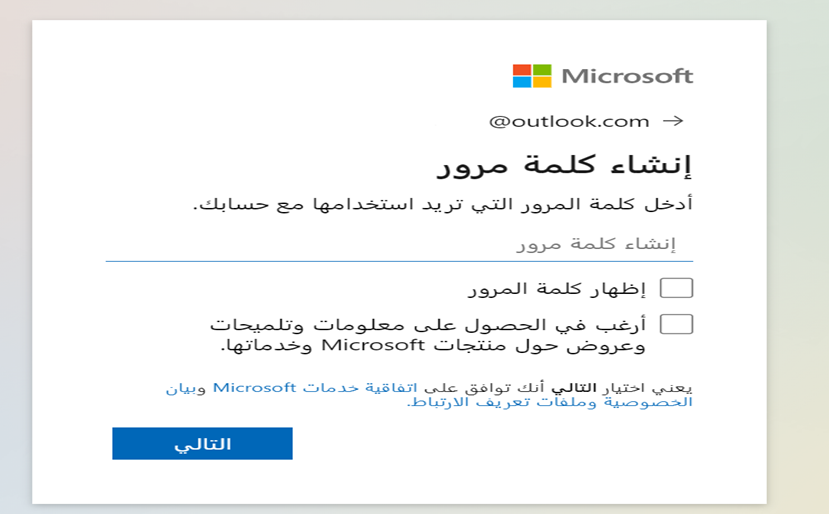 Microsoft
@outlook.com
إنشاء كلمة مرور
أدخل كلمة المرور التي تريد استخدامها مع حسابك.
إنشاء كلمة مرور
إظهار كلمة المرور
أرغب في الحصول على معلومات وتلميحات
وعروض حول منتجات Microsoft وخدماتها.
يعني اختيار التالي أنك توافق على اتفاقية خدمات Microsoft وبيان
الخصوصية وملفات تعريف الارتباط.
التالي